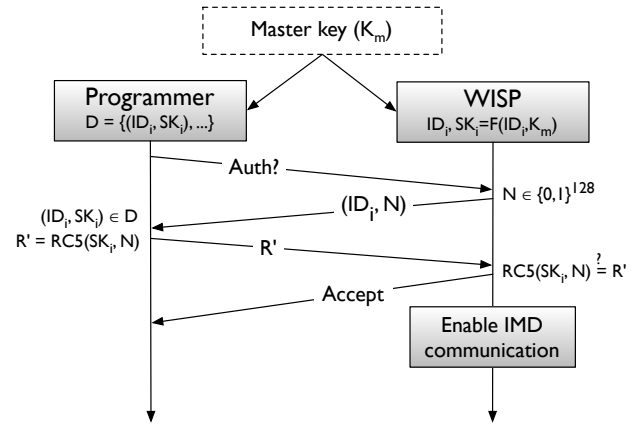 Master key (Kₘ)
Programmer
D = {(IDᵢ, SKᵢ), ...}
WISP
IDᵢ, SKᵢ=F(IDᵢ,Kₘ)
Auth?
N ∈ {0,1}¹²⁸
(IDᵢ, N)
(IDᵢ, SKᵢ) ∈ D
R' = RC5(SKᵢ, N)
R'
?
RC5(SKᵢ, N) = R'
Accept
Enable IMD
communication